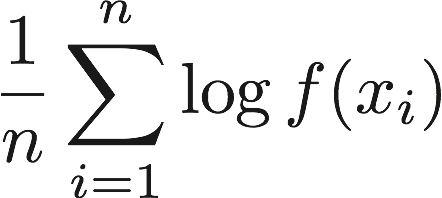 \frac{1}{n} \sum_{i=1}^{n} \log f(x_i)